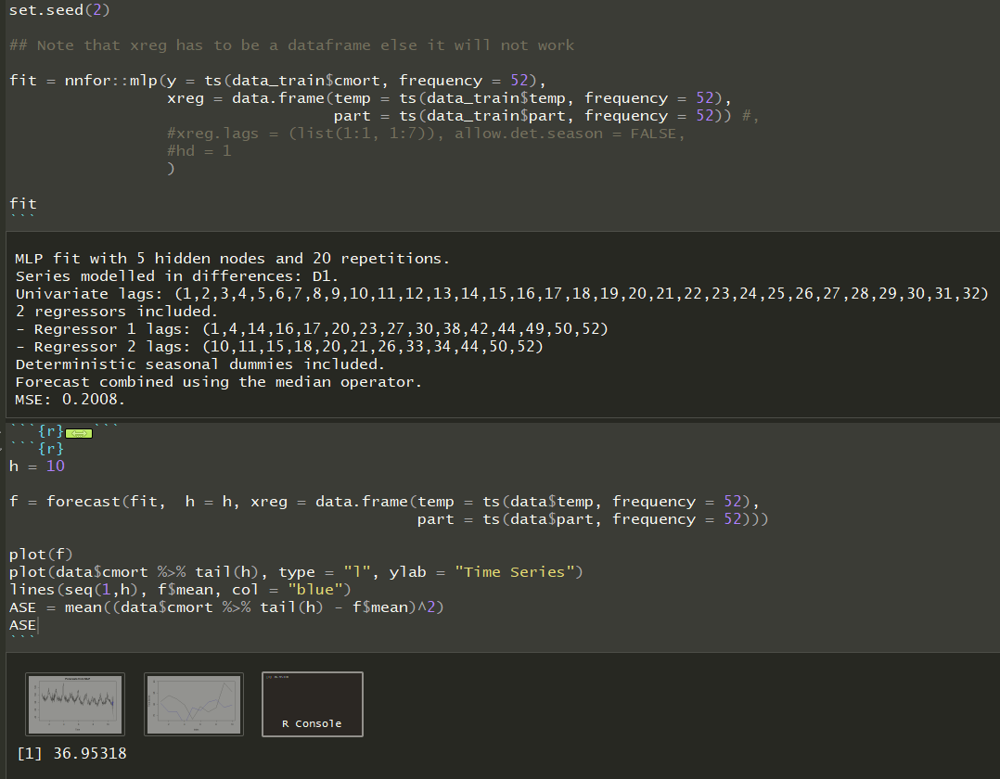 set.seed(2)
## Note that xreg has to be a dataframe else it will not work
fit = nnfor::mlp(y = ts(data_train$cmort, frequency = 52),
xreg = data.frame(temp = ts(data_train$temp, frequency = 52),
part = ts(data_train$part, frequency = 52)) #,
#xreg.lags = (list(1:1, 1:7)), allow.det.season = FALSE,
#hd = 1
)
fit
```
MLP fit with 5 hidden nodes and 20 repetitions.
Series modelled in differences: D1.
Univariate lags: (1,2,3,4,5,6,7,8,9,10,11,12,13,14,15,16,17,18,19,20,21,22,23,24,25,26,27,28,29,30,31,32)
2 regressors included.
- Regressor 1 lags: (1,4,14,16,17,20,23,27,30,38,42,44,49,50,52)
- Regressor 2 lags: (10,11,15,18,20,21,26,33,34,44,50,52)
Deterministic seasonal dummies included.
Forecast combined using the median operator.
MSE: 0.2008.
```{r} ```
```{r}
h = 10
f = forecast(fit,  h = h, xreg = data.frame(temp = ts(data$temp, frequency = 52),
part = ts(data$part, frequency = 52)))
plot(f)
plot(data$cmort %>% tail(h), type = "l", ylab = "Time Series")
lines(seq(1,h), f$mean, col = "blue")
ASE = mean((data$cmort %>% tail(h) - f$mean)^2)
ASE
```
R Console
[1] 36.95318